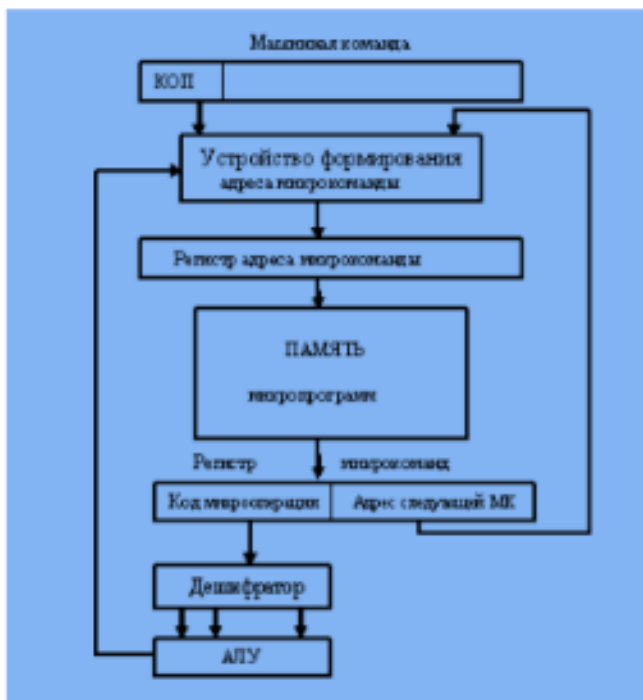 Машинная команда
КОП
Устройство формирования
адреса микрокоманды
Регистр адреса микрокоманды
ПАМЯТЬ
микропрограмм
Регистр микрокоманд
Код микрооперации Адрес следующей МК
Дешифратор
АЛУ